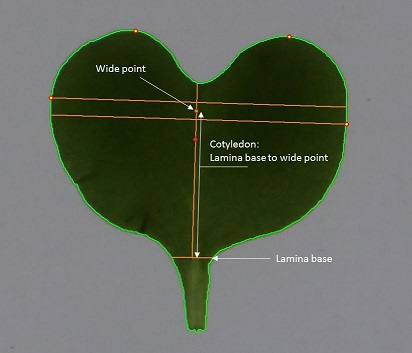 Wide point
Cotyledon:
Lamina base to wide point
Lamina base